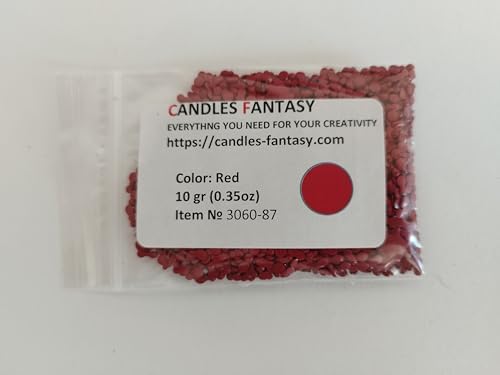 CANDLES FANTASY
EVERYTHNG YOU NEED FOR YOUR CREATIVITY
https://candles-fantasy.com
Color: Red
10 gr (0.35oz)
Item № 3060-87